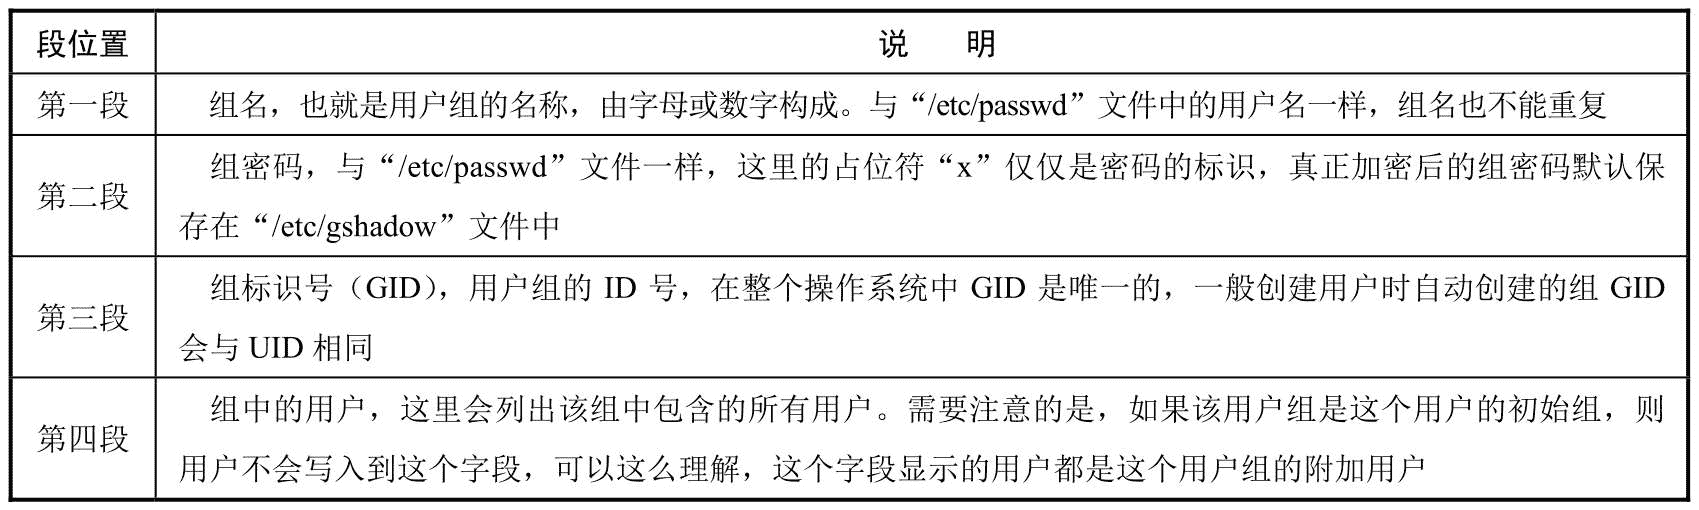 段位置 说 明
第一段 组名，也就是用户组的名称，由字母或数字构成。与“/etc/passwd”文件中的用户名一样，组名也不能重复
第二段 组密码，与“/etc/passwd”文件一样，这里的占位符“x”仅仅是密码的标识，真正加密后的组密码默认保
存在“/etc/gshadow”文件中
第三段 组标识号（GID），用户组的 ID 号，在整个操作系统中 GID 是唯一的，一般创建用户时自动创建的组 GID
会与 UID 相同
第四段 组中的用户，这里会列出该组中包含的所有用户。需要注意的是，如果该用户组是这个用户的初始组，则
用户不会写入到这个字段，可以这么理解，这个字段显示的用户都是这个用户组的附加用户